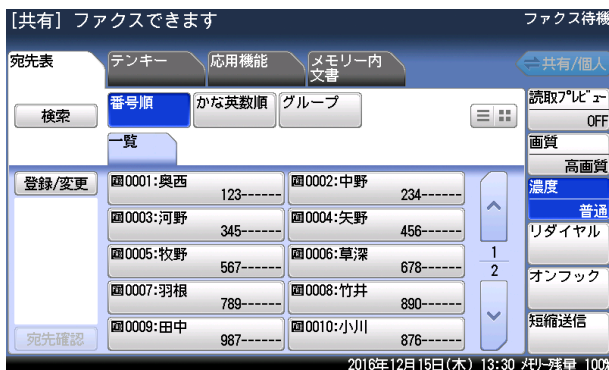 [共有] ファクスできます
ファクス待機
宛先表
テンキー
応用機能
メモリー内
文書
共有/個人
検索
番号順
かな英数順
グループ
一覧
読取プレビュー
OFF
画質
高画質
登録/変更
0001:奥西
123------
0002:中野
234------
濃度
普通
0003:河野
345------
0004:矢野
456------
リダイヤル
0005:牧野
567------
0006:草深
678------
1
2
オンフック
0007:羽根
789------
0008:竹井
890------
0009:田中
987------
0010:小川
876------
短縮送信
宛先確認
2016年12月15日(木) 13:30 メモリー残量 100%